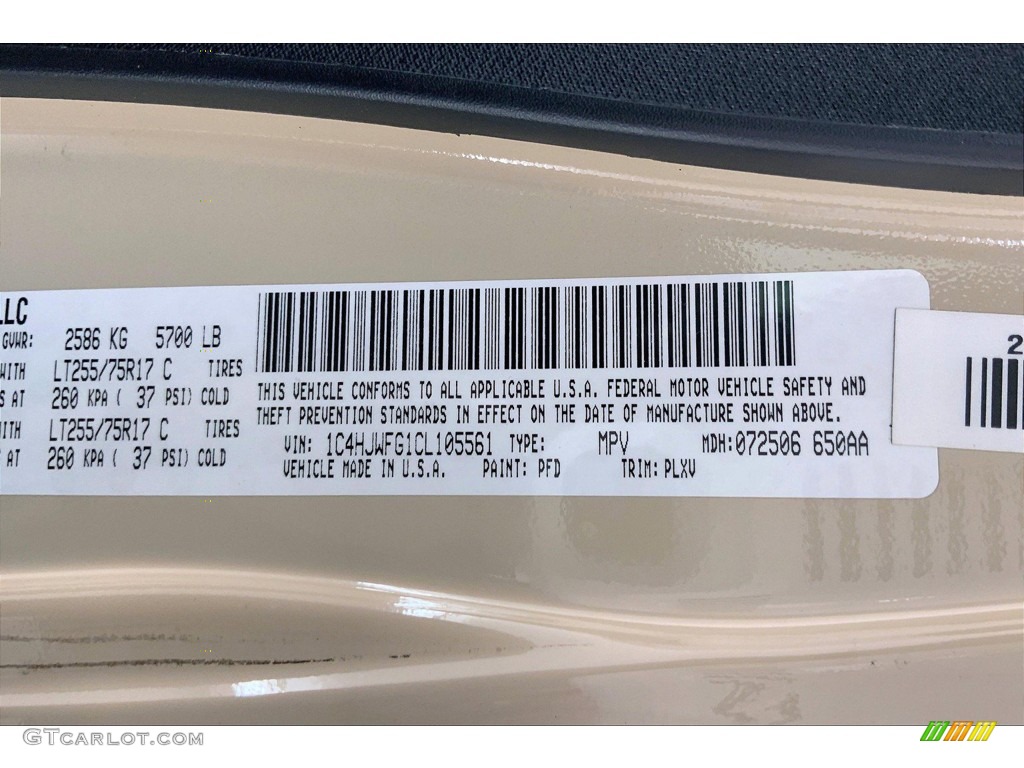 LLC
GVWR: 2586 KG 5700 LB
WITH LT255/75R17 C TIRES
S AT 260 KPA ( 37 PSI) COLD
ITH LT255/75R17 C TIRES
AT 260 KPA ( 37 PSI) COLD
THIS VEHICLE CONFORMS TO ALL APPLICABLE U.S.A. FEDERAL MOTOR VEHICLE SAFETY AND
THEFT PREVENTION STANDARDS IN EFFECT ON THE DATE OF MANUFACTURE SHOWN ABOVE.
VIN: 1C4HJWFG1CL105561 TYPE: MPV MDH:072506 650AA
VEHICLE MADE IN U.S.A. PAINT: PFD TRIM: PLXV
2
GTCARLOT.COM